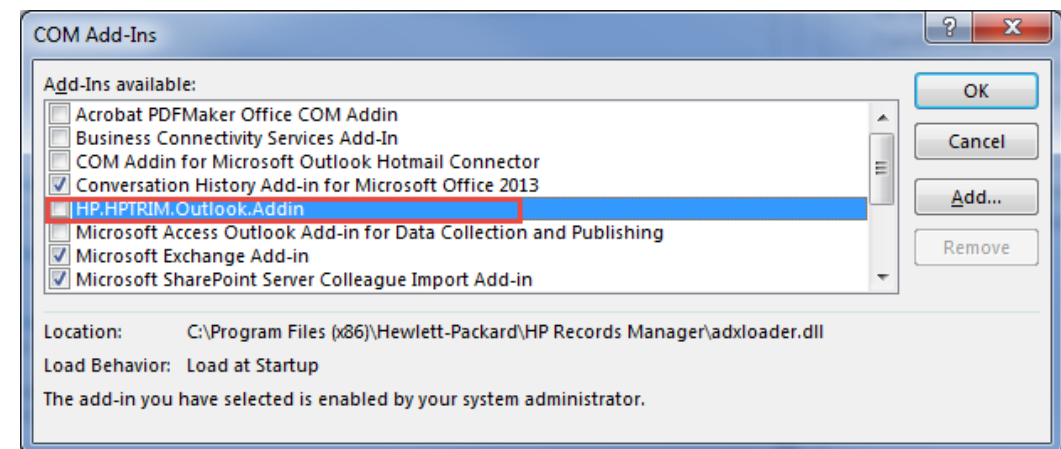 COM Add-Ins
?
X
Add-Ins available:
Acrobat PDFMaker Office COM Addin
Business Connectivity Services Add-In
COM Addin for Microsoft Outlook Hotmail Connector
Conversation History Add-in for Microsoft Office 2013
HP.HPTRIM.Outlook.Addin
Microsoft Access Outlook Add-in for Data Collection and Publishing
Microsoft Exchange Add-in
Microsoft SharePoint Server Colleague Import Add-in
OK
Cancel
Add...
Remove
Location: C:\Program Files (x86)\Hewlett-Packard\HP Records Manager\adxloader.dll
Load Behavior: Load at Startup
The add-in you have selected is enabled by your system administrator.